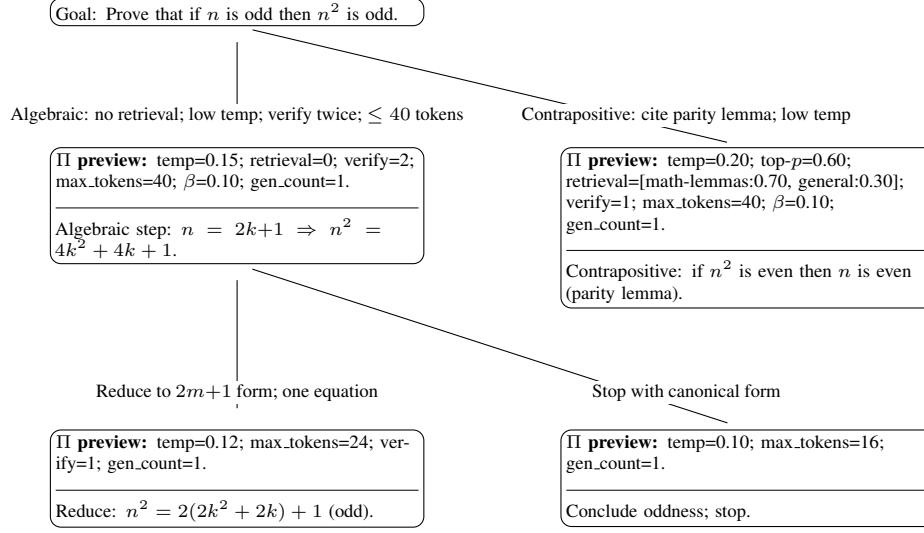 Goal: Prove that if n is odd then n² is odd.
Algebraic: no retrieval; low temp; verify twice; ≤ 40 tokens
Contrapositive: cite parity lemma; low temp
Π preview: temp=0.15; retrieval=0; verify=2;
max_tokens=40; β=0.10; gen_count=1.
Algebraic step: n = 2k+1 ⇒ n² =
4k² + 4k + 1.
Π preview: temp=0.20; top-p=0.60;
retrieval=[math-lemmas:0.70, general:0.30];
verify=1; max_tokens=40; β=0.10;
gen_count=1.
Contrapositive: if n² is even then n is even
(parity lemma).
Reduce to 2m+1 form; one equation
Stop with canonical form
Π preview: temp=0.12; max_tokens=24; ver-
ify=1; gen_count=1.
Reduce: n² = 2(2k² + 2k) + 1 (odd).
Π preview: temp=0.10; max_tokens=16;
gen_count=1.
Conclude oddness; stop.